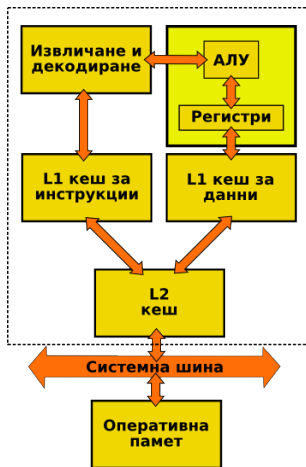 Извличане и
декодиране
АЛУ
Регистри
L1 кеш за
инструкции
L1 кеш за
данни
L2
кеш
Системна шина
Оперативна
памет